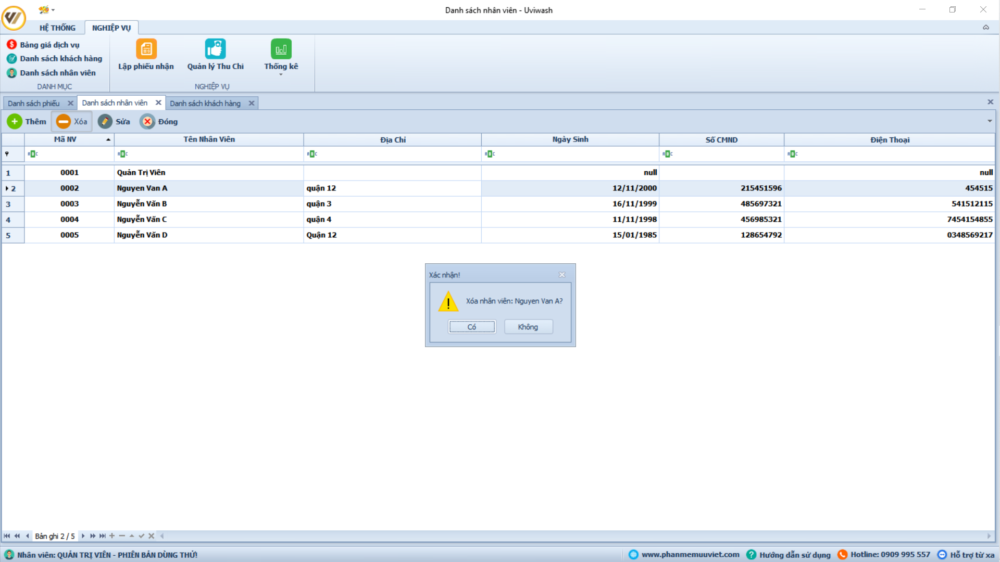 Danh sách nhân viên - Uviwash
HỆ THỐNG NGHIỆP VỤ
Bảng giá dịch vụ
Danh sách khách hàng
Danh sách nhân viên
DANH MỤC
Lập phiếu nhận Quản lý Thu Chi Thống kê
NGHIỆP VỤ
Danh sách phiếu Danh sách nhân viên Danh sách khách hàng
Thêm Xóa Sửa Đóng
Mã NV Tên Nhân Viên Địa Chỉ Ngày Sinh Số CMND Điện Thoại
ABC ABC ABC ABC ABC ABC
1 0001 Quản Trị Viên null null
2 0002 Nguyen Van A quận 12 12/11/2000 215451596 454515
3 0003 Nguyễn Văn B quận 3 16/11/1999 485697321 541512115
4 0004 Nguyễn Văn C quận 4 11/11/1998 456985321 7454154855
5 0005 Nguyễn Văn D Quận 12 15/01/1985 128654792 0348569217
Xác nhận!
Xóa nhân viên: Nguyen Van A?
Có Không
Bản ghi 2 / 5
Nhân viên: QUẢN TRỊ VIÊN - PHIÊN BẢN DÙNG THỬ! www.phanmemuuviet.com Hướng dẫn sử dụng Hotline: 0909 995 557 Hỗ trợ từ xa